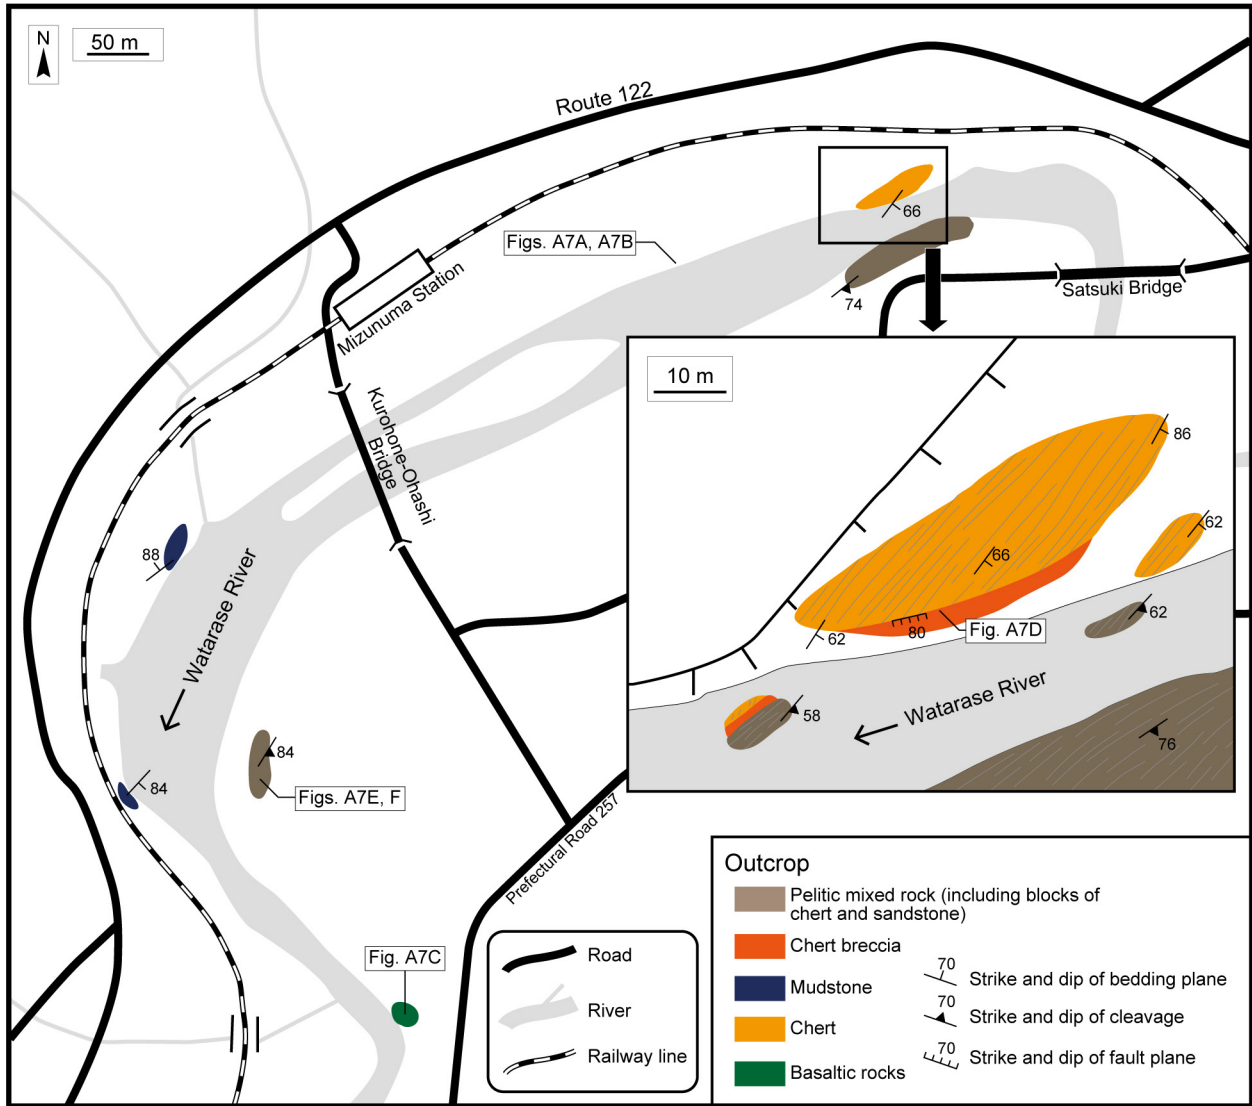 N
50 m
Route 122
Figs. A7A, A7B
66
74
Satsuki Bridge
Mizunuma Station
Kurohone-Ohashi
Bridge
88
Watarase River
84
84
Figs. A7E, F
Prefectural Road 257
Fig. A7C
10 m
86
62
66
62
80
Fig. A7D
62
58
Watarase River
76
Road
River
Railway line
Outcrop
Pelitic mixed rock (including blocks of
chert and sandstone)
Chert breccia
Mudstone
Chert
Basaltic rocks
70
Strike and dip of bedding plane
70
Strike and dip of cleavage
70
Strike and dip of fault plane